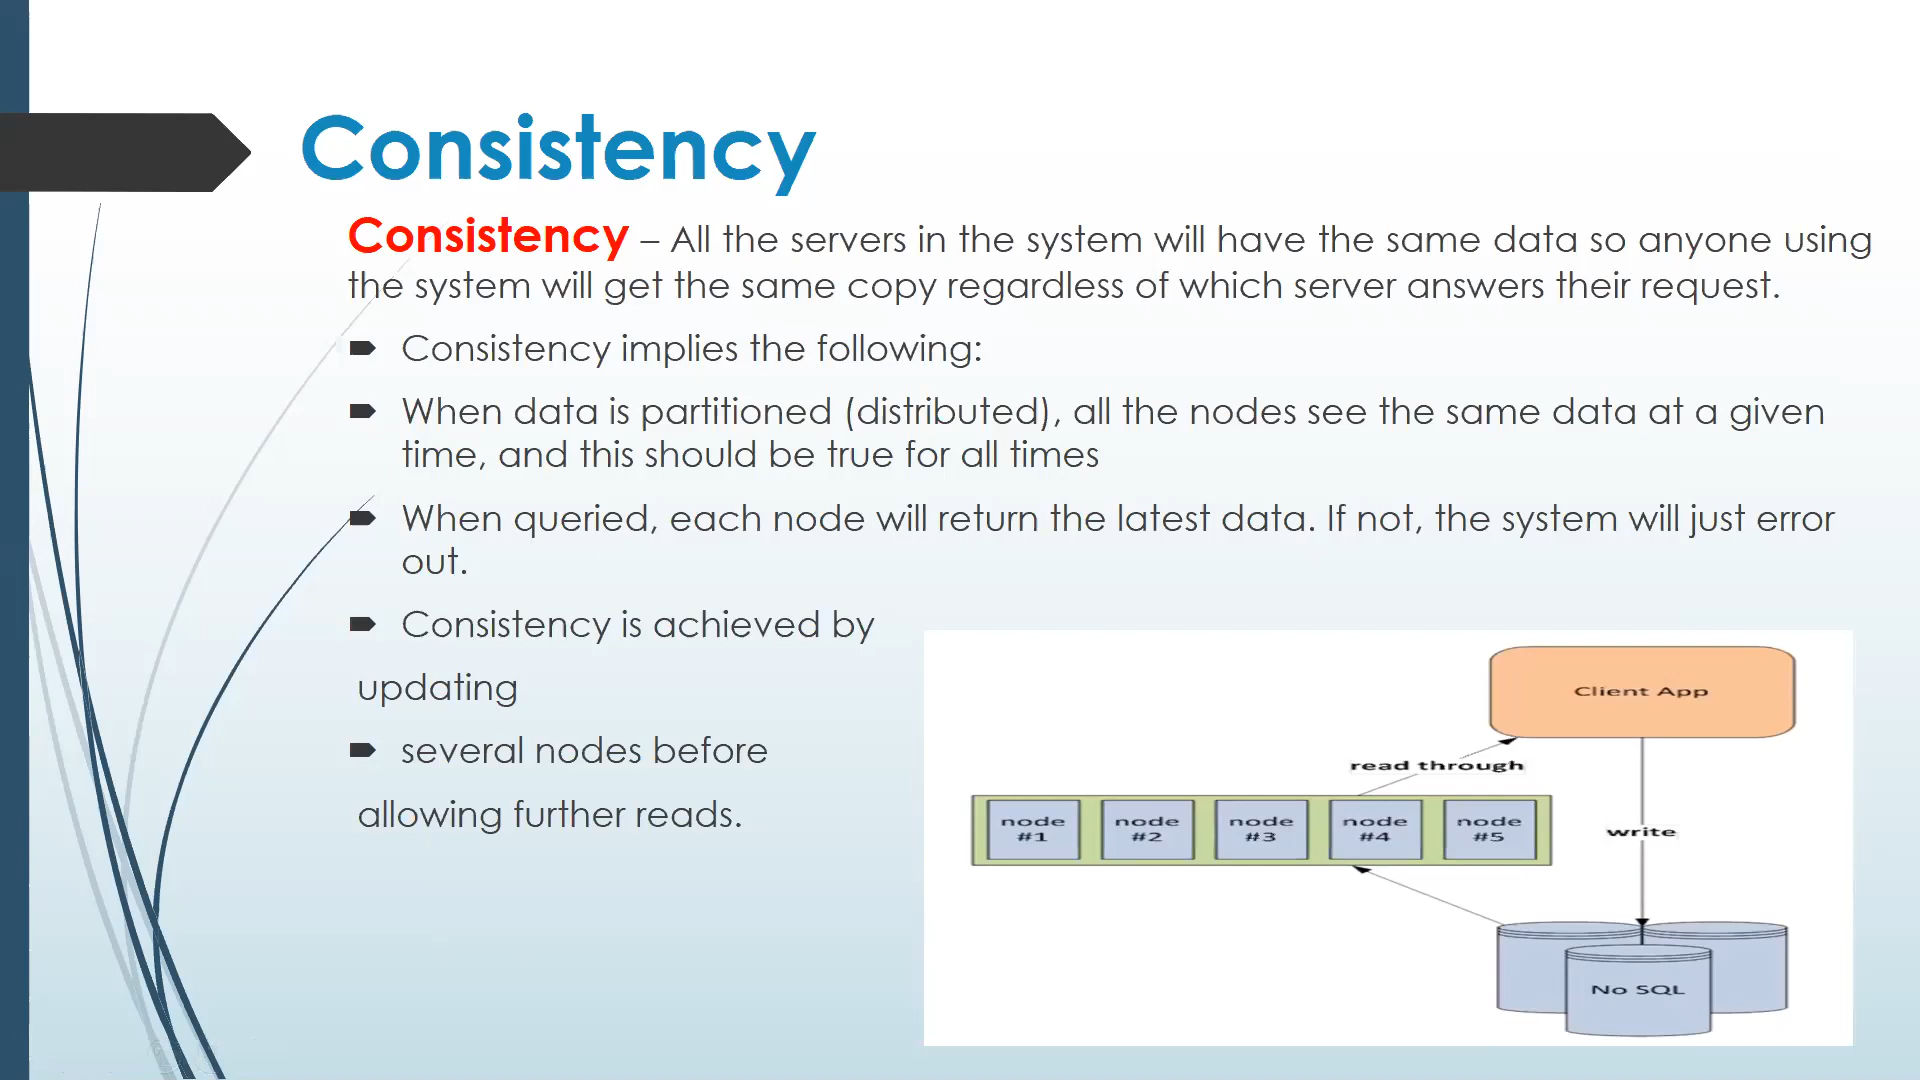 Consistency
Consistency – All the servers in the system will have the same data so anyone using
the system will get the same copy regardless of which server answers their request.
Consistency implies the following:
When data is partitioned (distributed), all the nodes see the same data at a given
time, and this should be true for all times
When queried, each node will return the latest data. If not, the system will just error
out.
Consistency is achieved by
updating
several nodes before
allowing further reads.
Client App
read through
node
#1
node
#2
node
#3
node
#4
node
#5
write
No SQL